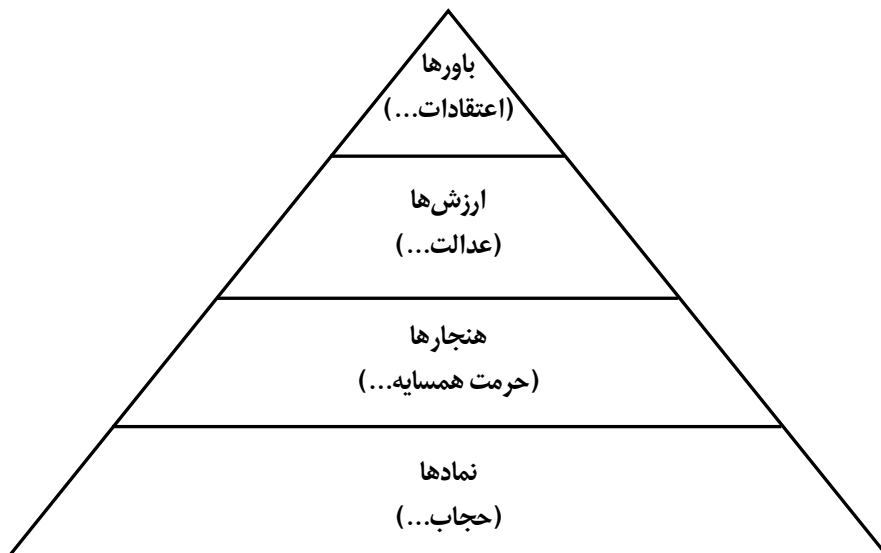 باورها
(اعتقادات...)
ارزش‌ها
(عدالت...)
هنجارها
(حرمت همسایه...)
نمادها
(حجاب...)